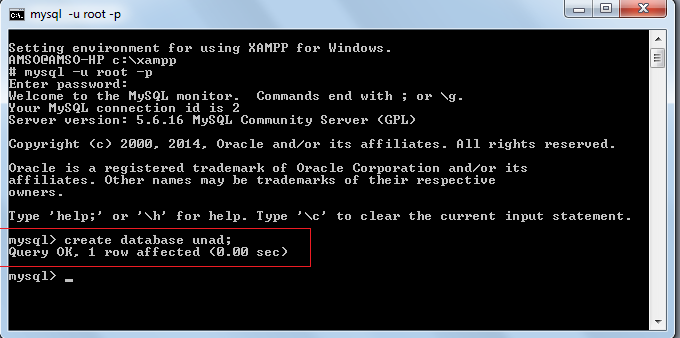 mysql -u root -p
Setting environment for using XAMPP for Windows.
AMSO@AMSO-HP c:\xampp
# mysql -u root -p
Enter password:
Welcome to the MySQL monitor.  Commands end with ; or \g.
Your MySQL connection id is 2
Server version: 5.6.16 MySQL Community Server (GPL)
Copyright (c) 2000, 2014, Oracle and/or its affiliates. All rights reserved.
Oracle is a registered trademark of Oracle Corporation and/or its
affiliates. Other names may be trademarks of their respective
owners.
Type 'help;' or '\h' for help. Type '\c' to clear the current input statement.
mysql> create database unad;
Query OK, 1 row affected (0.00 sec)
mysql> _